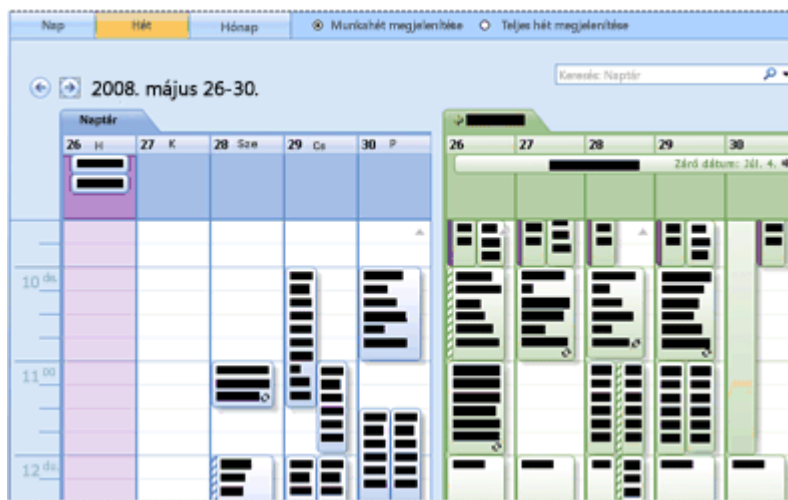 Nap Hét Hónap Munkahét megjelenítése Teljes hét megjelenítése
Keresés: Naptár
2008. május 26-30.
Naptár
26 H 27 K 28 Sze 29 Cs 30 P 26 27 28 29 30
Záró dátum: Júl. 4.
10 de.
11 00
12 du.